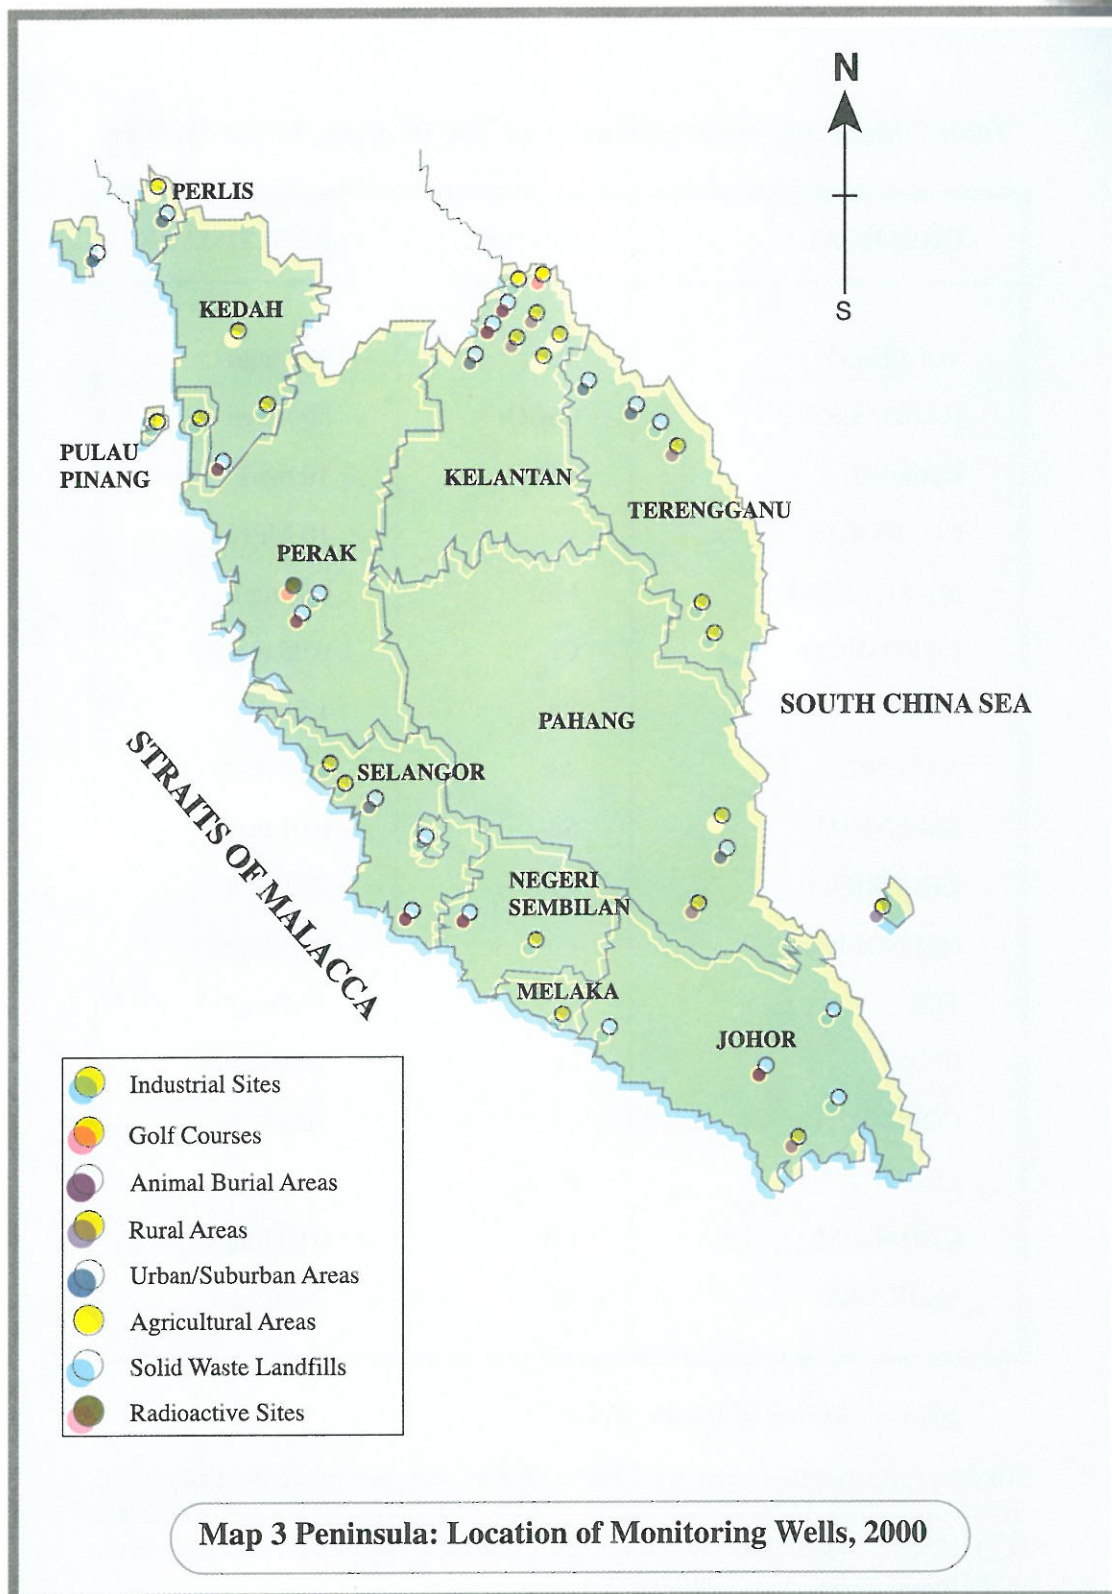 N
S
PERLIS
KEDAH
PULAU
PINANG
KELANTAN
TERENGGANU
PERAK
SOUTH CHINA SEA
PAHANG
STRAITS OF MALACCA
SELANGOR
NEGERI
SEMBILAN
MELAKA
JOHOR
Industrial Sites
Golf Courses
Animal Burial Areas
Rural Areas
Urban/Suburban Areas
Agricultural Areas
Solid Waste Landfills
Radioactive Sites
Map 3 Peninsula: Location of Monitoring Wells, 2000